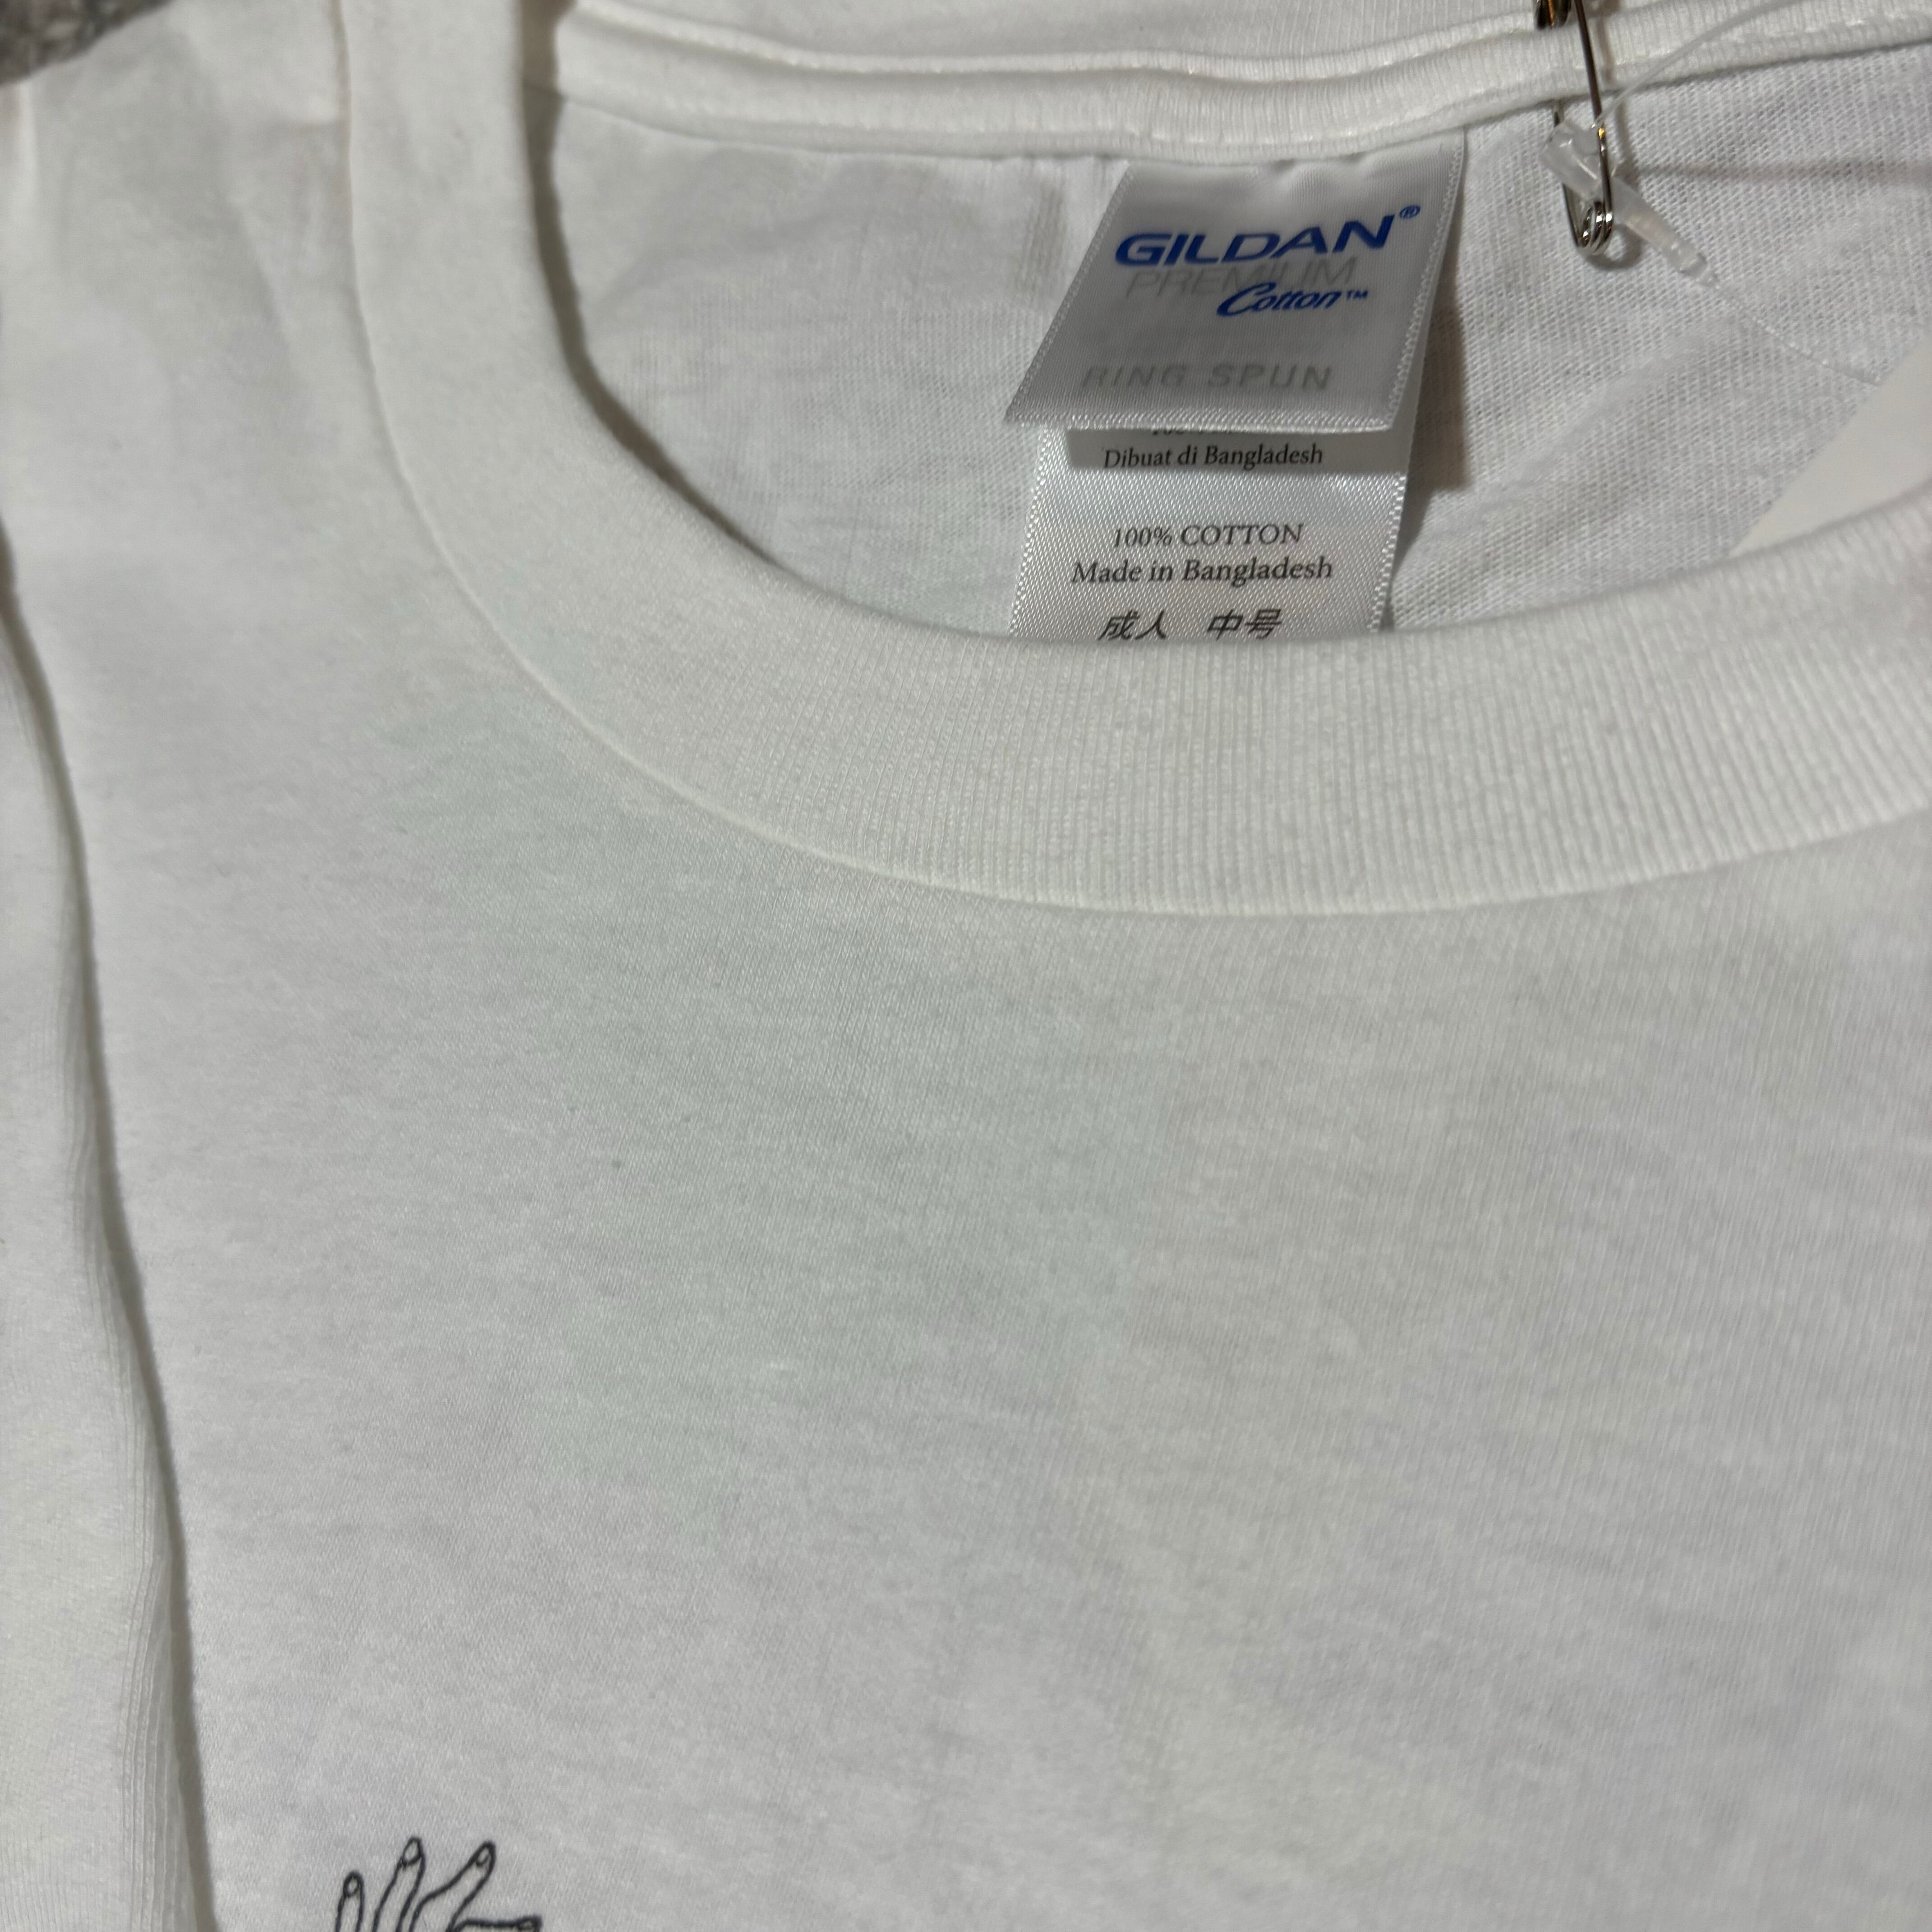 GILDAN®
PREMIUM
Cotton™
RING SPUN
Dibuat di Bangladesh
100% COTTON
Made in Bangladesh
成人 中号